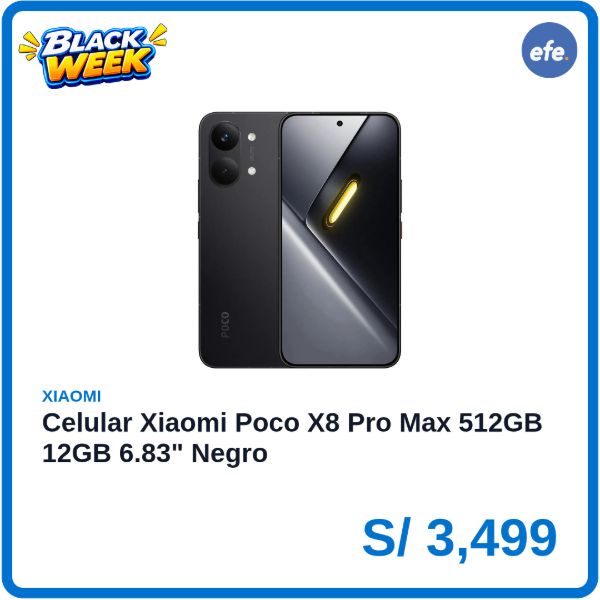 BLACK
WEEK
efe.
POCO
XIAOMI
Celular Xiaomi Poco X8 Pro Max 512GB
12GB 6.83" Negro
S/ 3,499